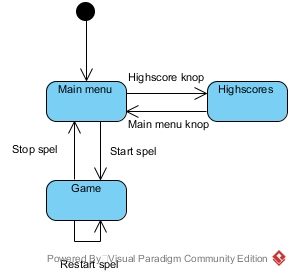 Highscore knop
Main menu
Highscores
Main menu knop
Stop spel
Start spel
Game
Powered By Visual Paradigm Community Edition
Restart spel